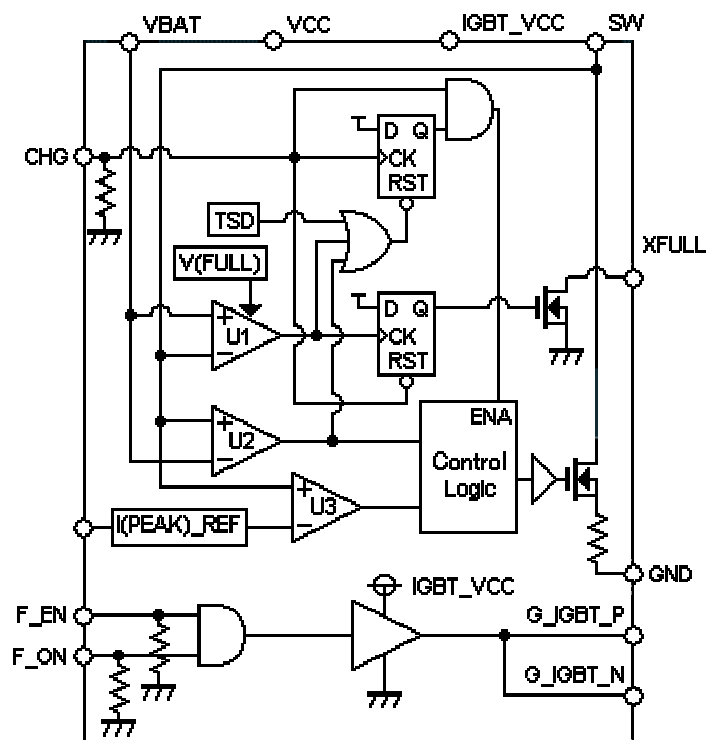 VBAT
VCC
IGBT_VCC
SW
CHG
D Q
CK
RST
TSD
V(FULL)
XFULL
+
U1
−
D Q
CK
RST
+
U2
−
ENA
Control
Logic
+
U3
−
I(PEAK)_REF
GND
F_EN
IGBT_VCC
G_IGBT_P
F_ON
G_IGBT_N